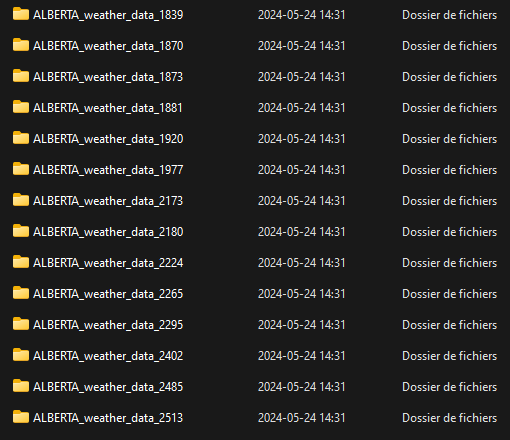 ALBERTA_weather_data_1839 2024-05-24 14:31 Dossier de fichiers
ALBERTA_weather_data_1870 2024-05-24 14:31 Dossier de fichiers
ALBERTA_weather_data_1873 2024-05-24 14:31 Dossier de fichiers
ALBERTA_weather_data_1881 2024-05-24 14:31 Dossier de fichiers
ALBERTA_weather_data_1920 2024-05-24 14:31 Dossier de fichiers
ALBERTA_weather_data_1977 2024-05-24 14:31 Dossier de fichiers
ALBERTA_weather_data_2173 2024-05-24 14:31 Dossier de fichiers
ALBERTA_weather_data_2180 2024-05-24 14:31 Dossier de fichiers
ALBERTA_weather_data_2224 2024-05-24 14:31 Dossier de fichiers
ALBERTA_weather_data_2265 2024-05-24 14:31 Dossier de fichiers
ALBERTA_weather_data_2295 2024-05-24 14:31 Dossier de fichiers
ALBERTA_weather_data_2402 2024-05-24 14:31 Dossier de fichiers
ALBERTA_weather_data_2485 2024-05-24 14:31 Dossier de fichiers
ALBERTA_weather_data_2513 2024-05-24 14:31 Dossier de fichiers